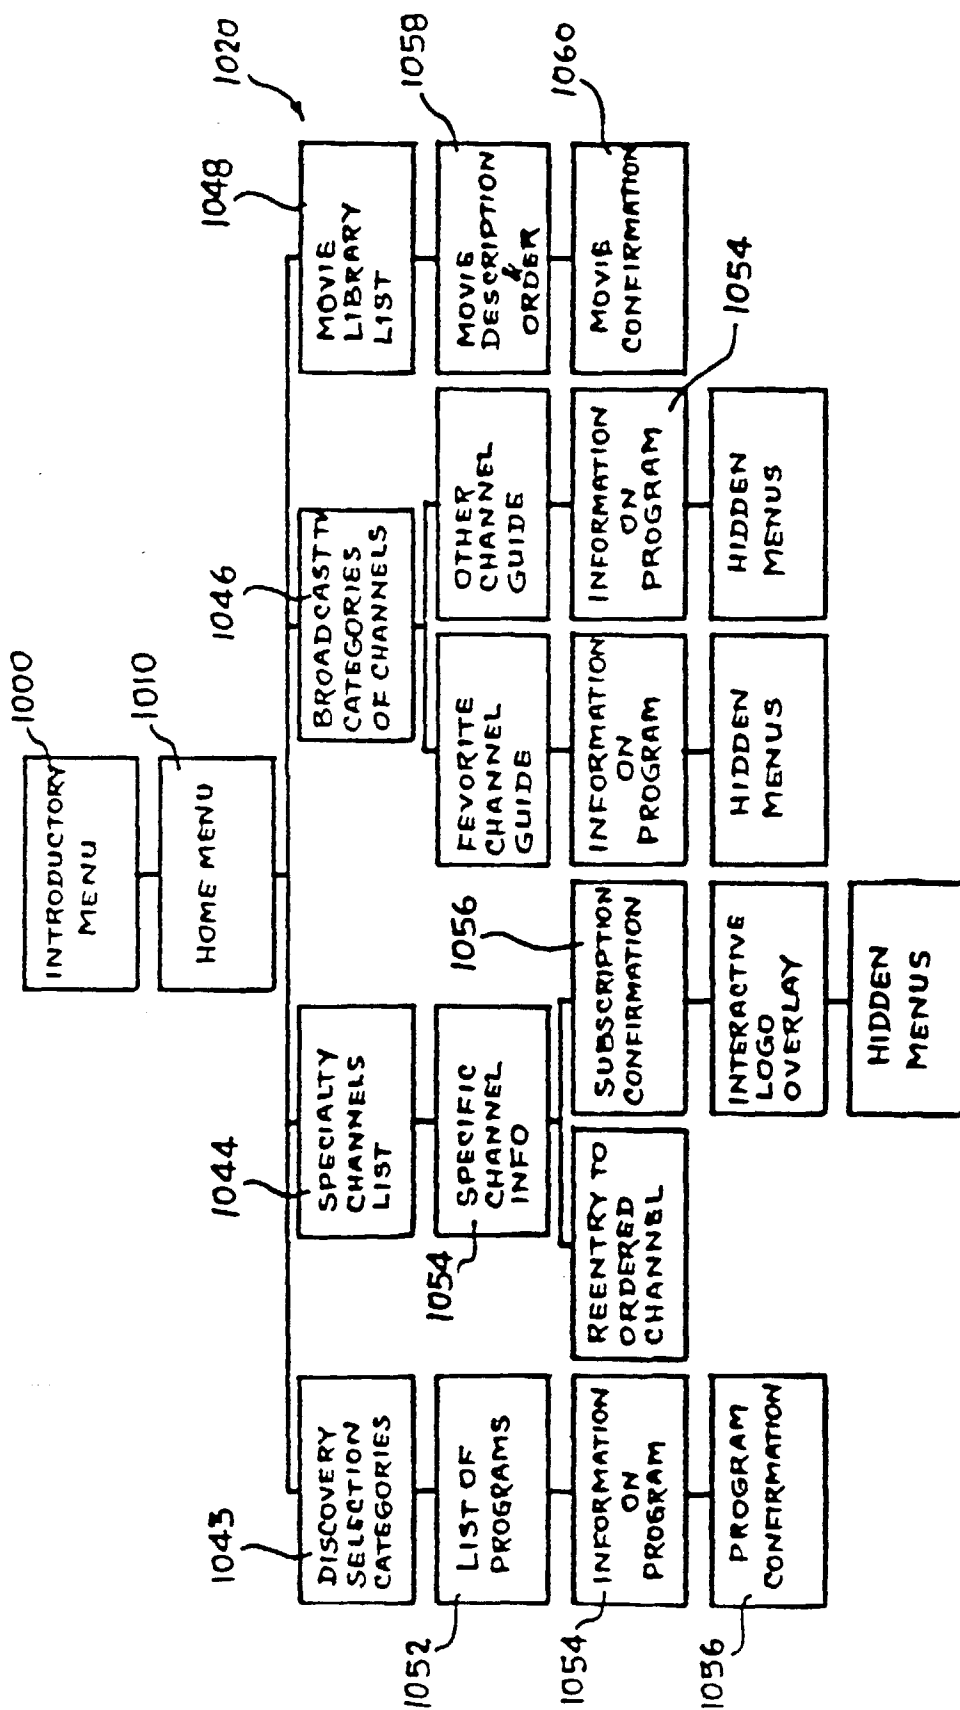 1000
INTRODUCTORY
MENU
1010
HOME MENU
1020
1043
DISCOVERY
SELECTION
CATEGORIES
1044
SPECIALTY
CHANNELS
LIST
1046
BROADCAST TV
CATEGORIES
OF CHANNELS
1048
MOVIE
LIBRARY
LIST
1052
LIST OF
PROGRAMS
1054
SPECIFIC
CHANNEL
INFO
FEVORITE
CHANNEL
GUIDE
OTHER
CHANNEL
GUIDE
1058
MOVIE
DESCRIPTION
&
ORDER
1054
INFORMATION
ON
PROGRAM
REENTRY TO
ORDERED
CHANNEL
1056
SUBSCRIPTION
CONFIRMATION
INFORMATION
ON
PROGRAM
INFORMATION
ON
PROGRAM
1054
1060
MOVIE
CONFIRMATION
1056
PROGRAM
CONFIRMATION
INTERACTIVE
LOGO
OVERLAY
HIDDEN
MENUS
HIDDEN
MENUS
HIDDEN
MENUS